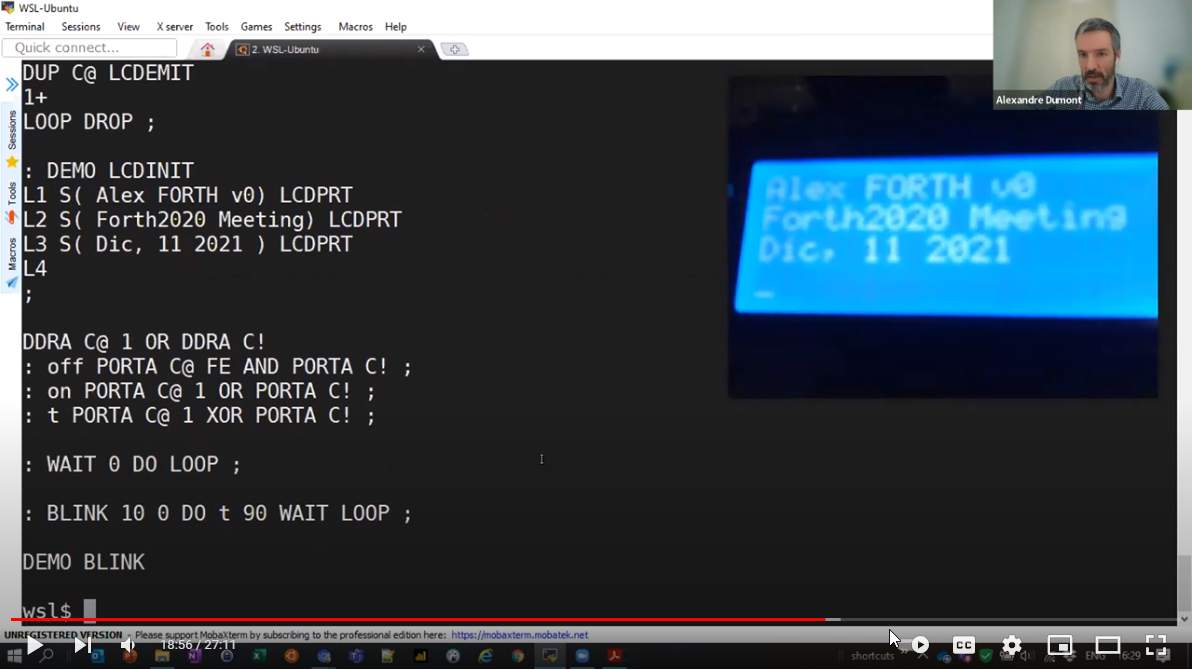 WSL-Ubuntu
Terminal Sessions View X server Tools Games Settings Macros Help
Quick connect...
2. WSL-Ubuntu
Sessions
Tools
Macros
DUP C@ LCDEMIT
1+
LOOP DROP ;
: DEMO LCDINIT
L1 S( Alex FORTH v0) LCDPRT
L2 S( Forth2020 Meeting) LCDPRT
L3 S( Dic, 11 2021 ) LCDPRT
L4
;
DDRA C@ 1 OR DDRA C!
: off PORTA C@ FE AND PORTA C! ;
: on PORTA C@ 1 OR PORTA C! ;
: t PORTA C@ 1 XOR PORTA C! ;
: WAIT 0 DO LOOP ;
: BLINK 10 0 DO t 90 WAIT LOOP ;
DEMO BLINK
wsl$
Alexandre Dumont
Alex FORTH v0
Forth2020 Meeting
Dic, 11 2021
UNREGISTERED VERSION - Please support MobaXterm by subscribing to the professional edition here: https://mobaxterm.mobatek.net
18:56 / 27:11
CC
shortcuts
ENG
6:29